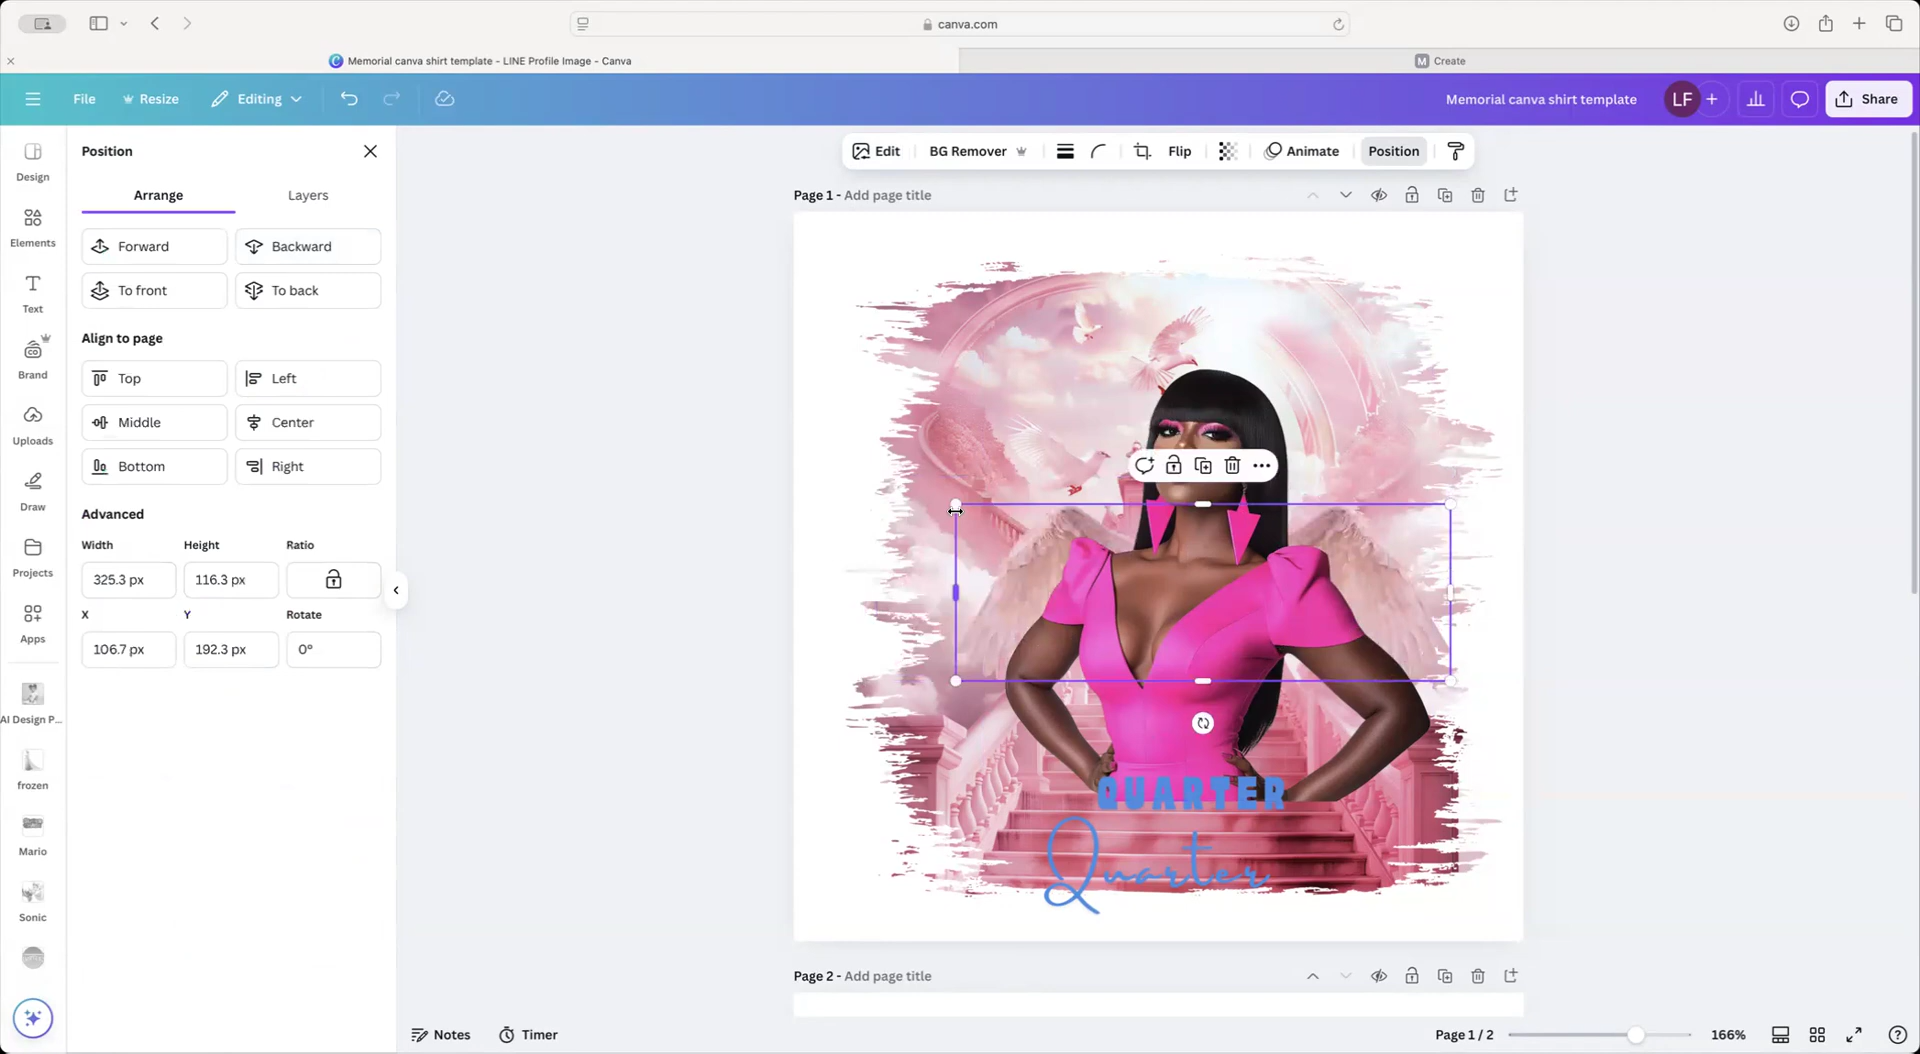 canva.com
Memorial canva shirt template - LINE Profile Image - Canva
M Create
File
Resize
Editing
Memorial canva shirt template
LF
Share
Position
Arrange
Layers
Forward
Backward
To front
To back
Align to page
Top
Left
Middle
Center
Bottom
Right
Advanced
Width
Height
Ratio
325.3 px
116.3 px
X
Y
Rotate
106.7 px
192.3 px
0°
Design
Elements
Text
Brand
Uploads
Draw
Projects
Apps
AI Design P...
frozen
Mario
Sonic
Edit
BG Remover
Flip
Animate
Position
Page 1 - Add page title
QUARTER
Quarter
Page 2 - Add page title
Notes
Timer
Page 1 / 2
166%